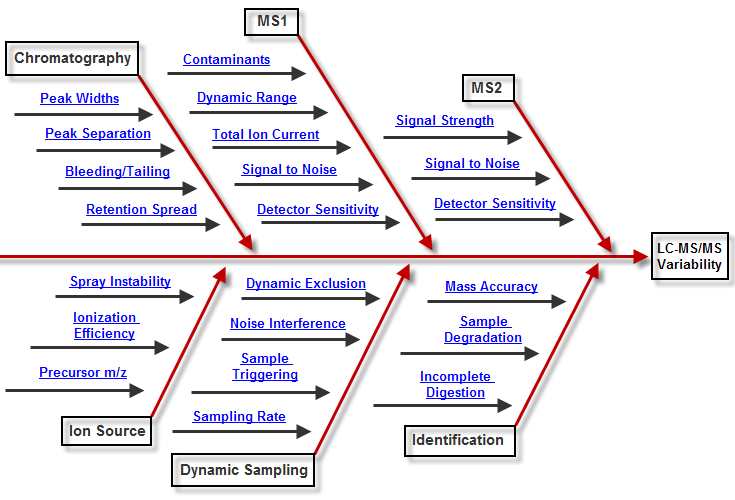 MS1
Chromatography
Contaminants
Peak Widths
Dynamic Range
Peak Separation
Total Ion Current
Bleeding/Tailing
Signal to Noise
Retention Spread
Detector Sensitivity
MS2
Signal Strength
Signal to Noise
Detector Sensitivity
LC-MS/MS
Variability
Spray Instability
Ionization
Efficiency
Precursor m/z
Ion Source
Dynamic Exclusion
Noise Interference
Sample
Triggering
Sampling Rate
Dynamic Sampling
Mass Accuracy
Sample
Degradation
Incomplete
Digestion
Identification